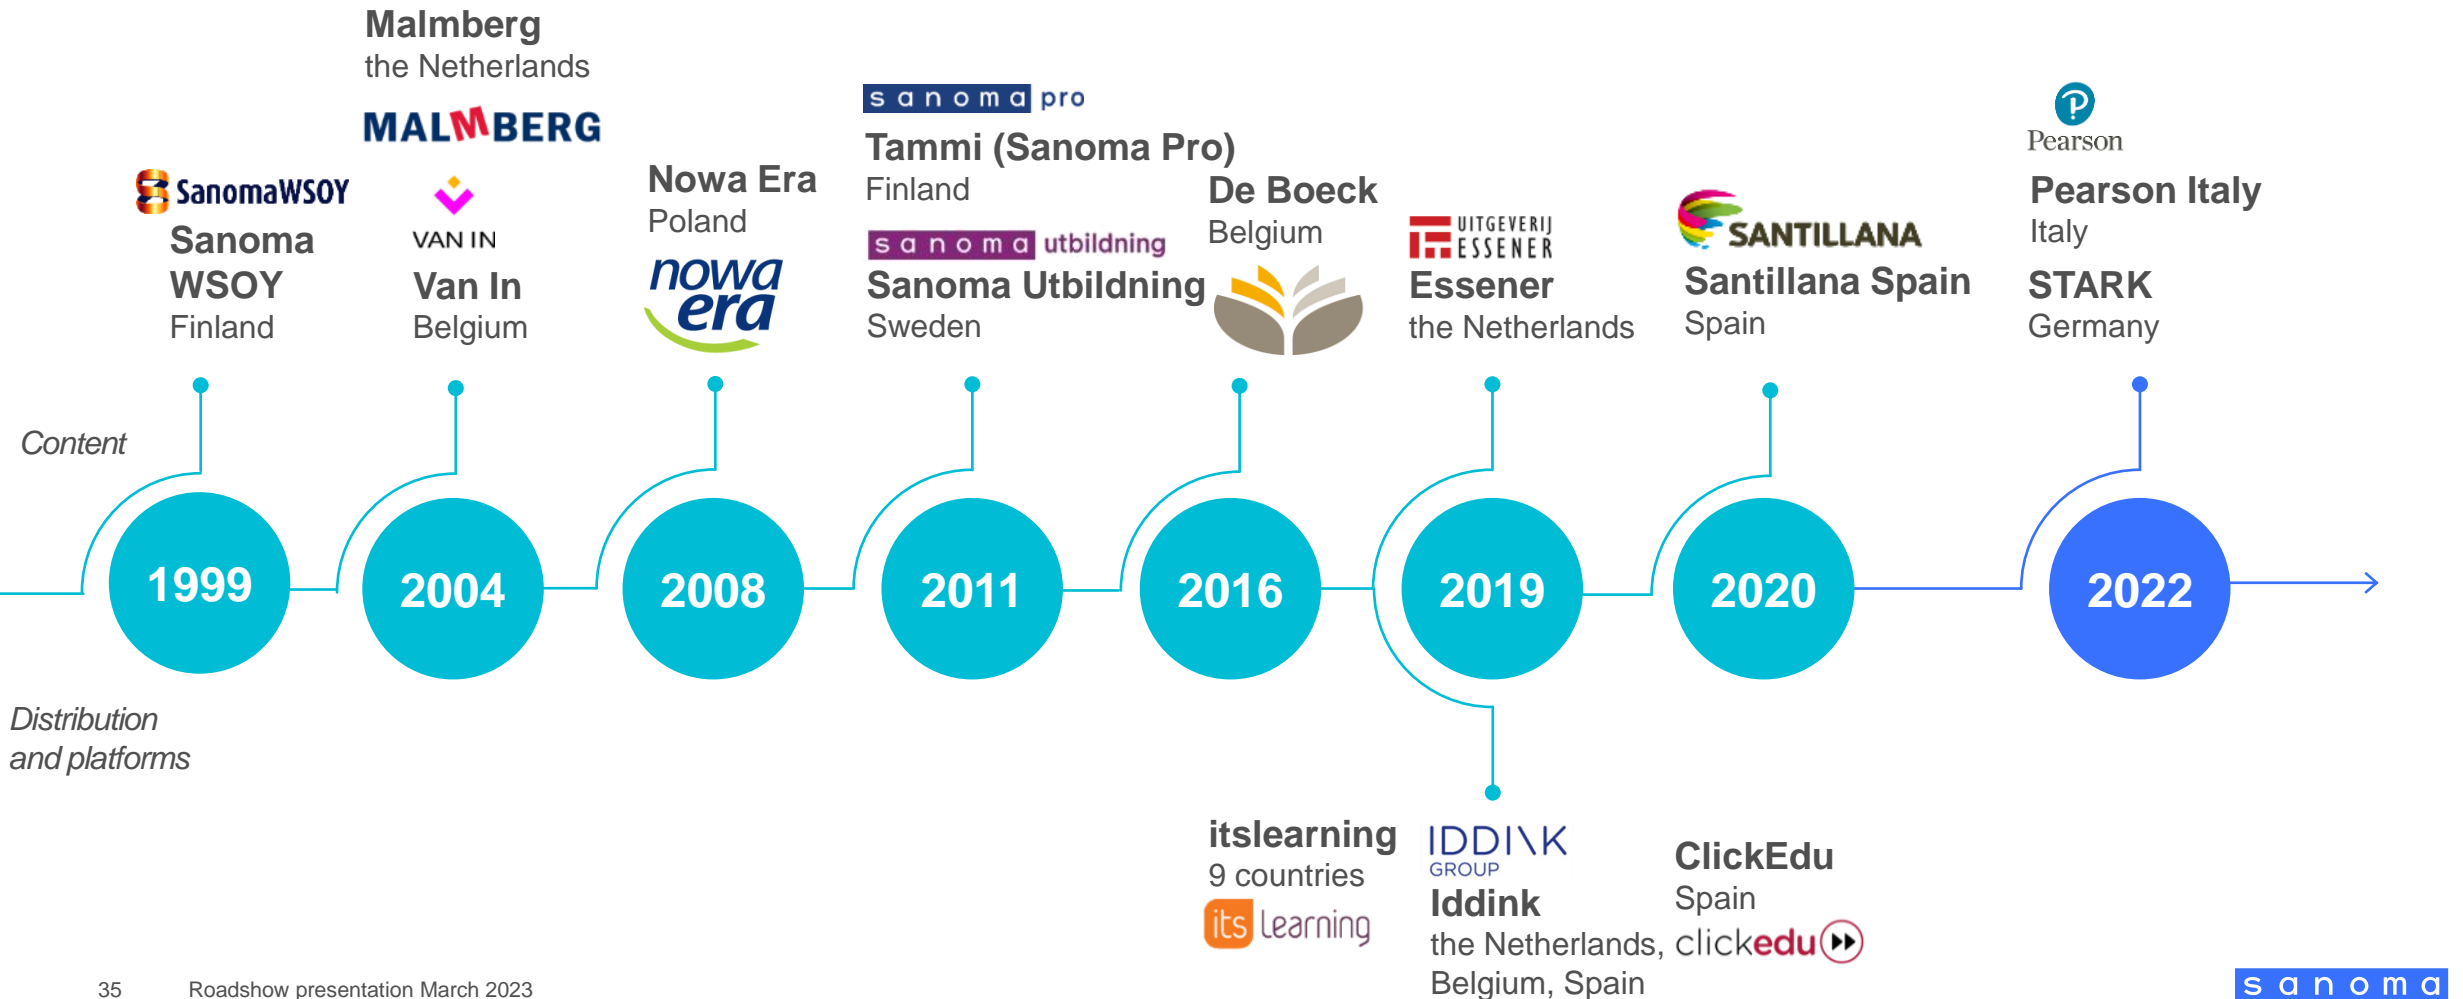 Malmberg
the Netherlands
MALMBERG
VAN IN
Van In
Belgium
SanomaWSOY
Sanoma
WSOY
Finland
Nowa Era
Poland
nowa
era
sanoma pro
Tammi (Sanoma Pro)
Finland
sanoma utbildning
Sanoma Utbildning
Sweden
De Boeck
Belgium
UITGEVERIJ
ESSENER
Essener
the Netherlands
SANTILLANA
Santillana Spain
Spain
Pearson
Pearson Italy
Italy
STARK
Germany
Content
1999
2004
2008
2011
2016
2019
2020
2022
Distribution
and platforms
itslearning
9 countries
its learning
IDDINK
GROUP
Iddink
the Netherlands,
Belgium, Spain
ClickEdu
Spain
clickedu
35 Roadshow presentation March 2023
sanoma